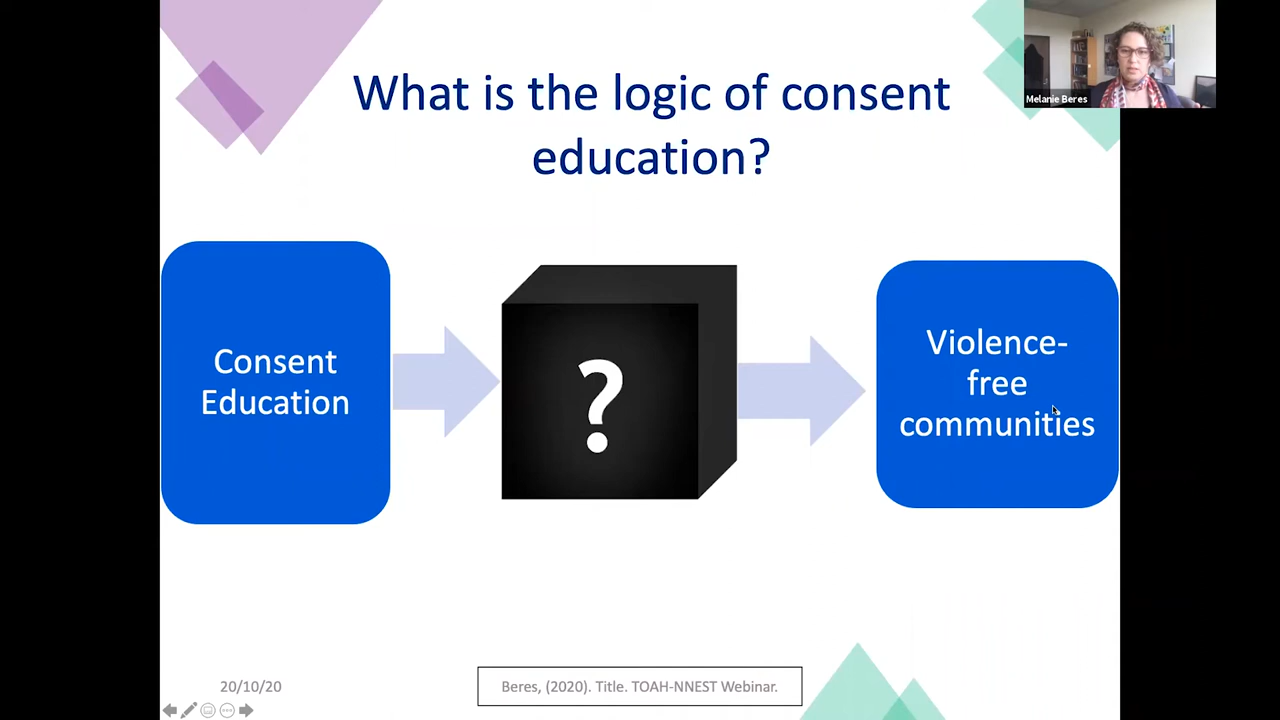 What is the logic of consent
education?
Melanie Beres
Consent
Education
?
Violence-
free
communities
20/10/20
Beres, (2020). Title. TOAH-NNEST Webinar.